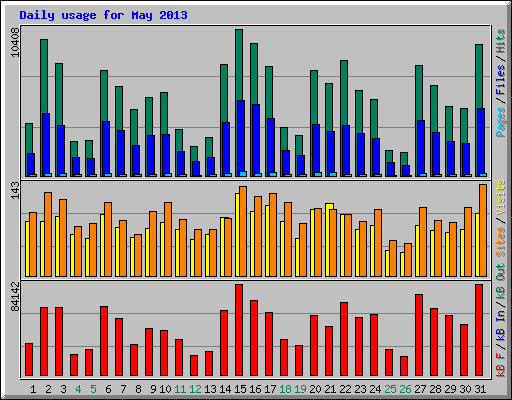 Daily usage for May 2013
10408
Pages / Files / Hits
143
Sites / Visits
84142
kB F / kB In / kB Out
1 2 3 4 5 6 7 8 9 10 11 12 13 14 15 16 17 18 19 20 21 22 23 24 25 26 27 28 29 30 31